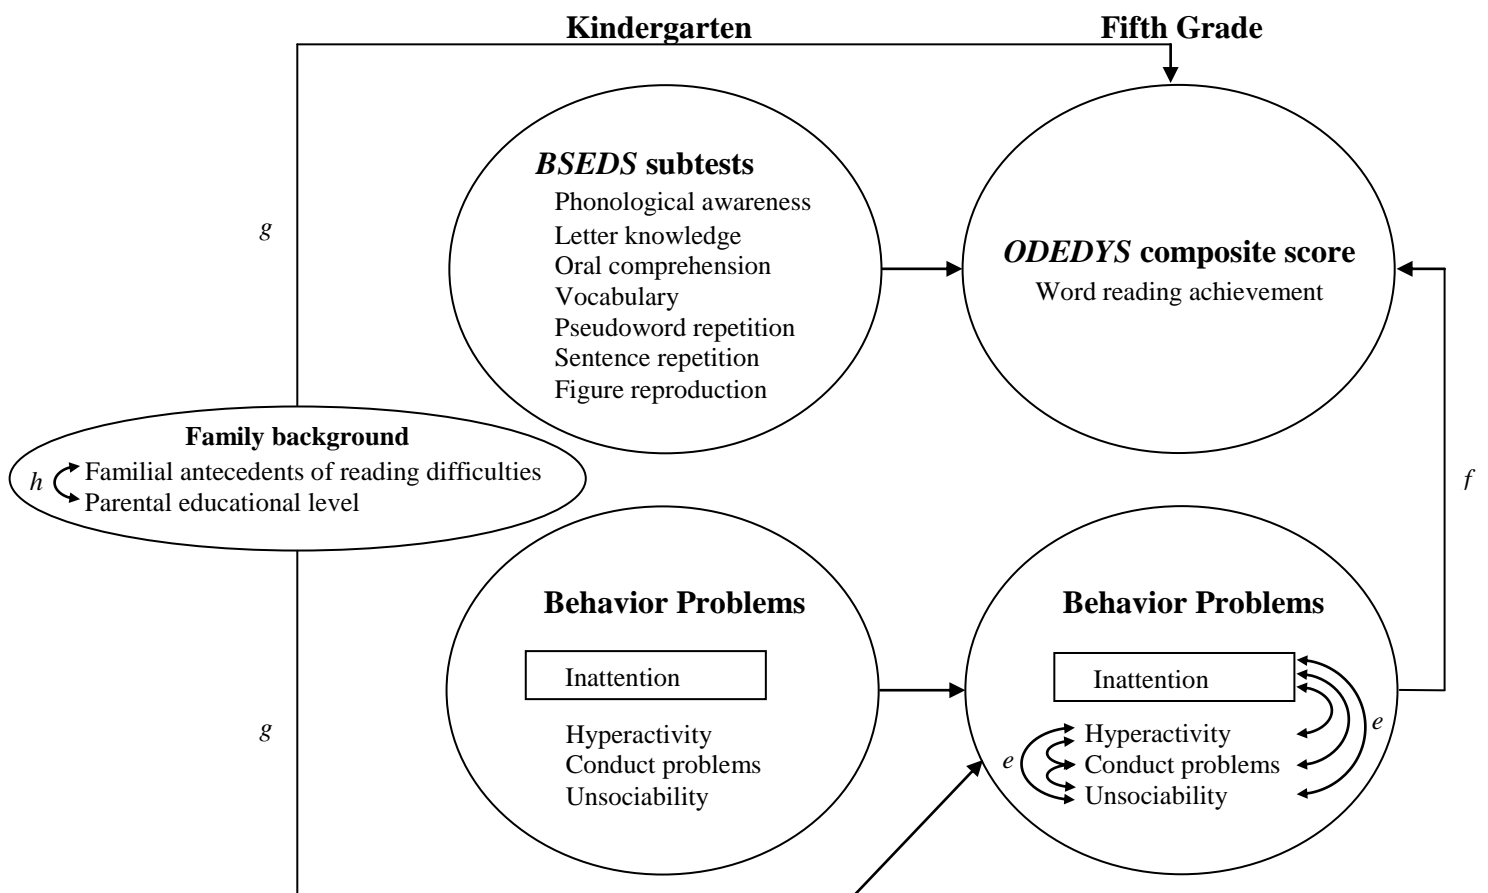 Kindergarten
Fifth Grade
BSEDS subtests
Phonological awareness
Letter knowledge
Oral comprehension
Vocabulary
Pseudoword repetition
Sentence repetition
Figure reproduction
ODEDYS composite score
Word reading achievement
g
Family background
h
Familial antecedents of reading difficulties
Parental educational level
f
g
Behavior Problems
Inattention
Hyperactivity
Conduct problems
Unsociability
Behavior Problems
Inattention
e
Hyperactivity
e
Conduct problems
Unsociability